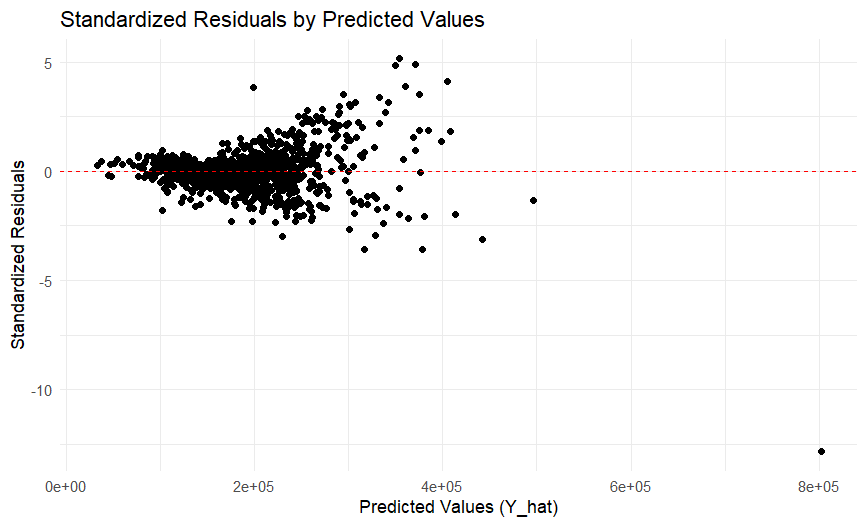 Standardized Residuals by Predicted Values
Standardized Residuals
5
0
-5
-10
0e+00 2e+05 4e+05 6e+05 8e+05
Predicted Values (Y_hat)